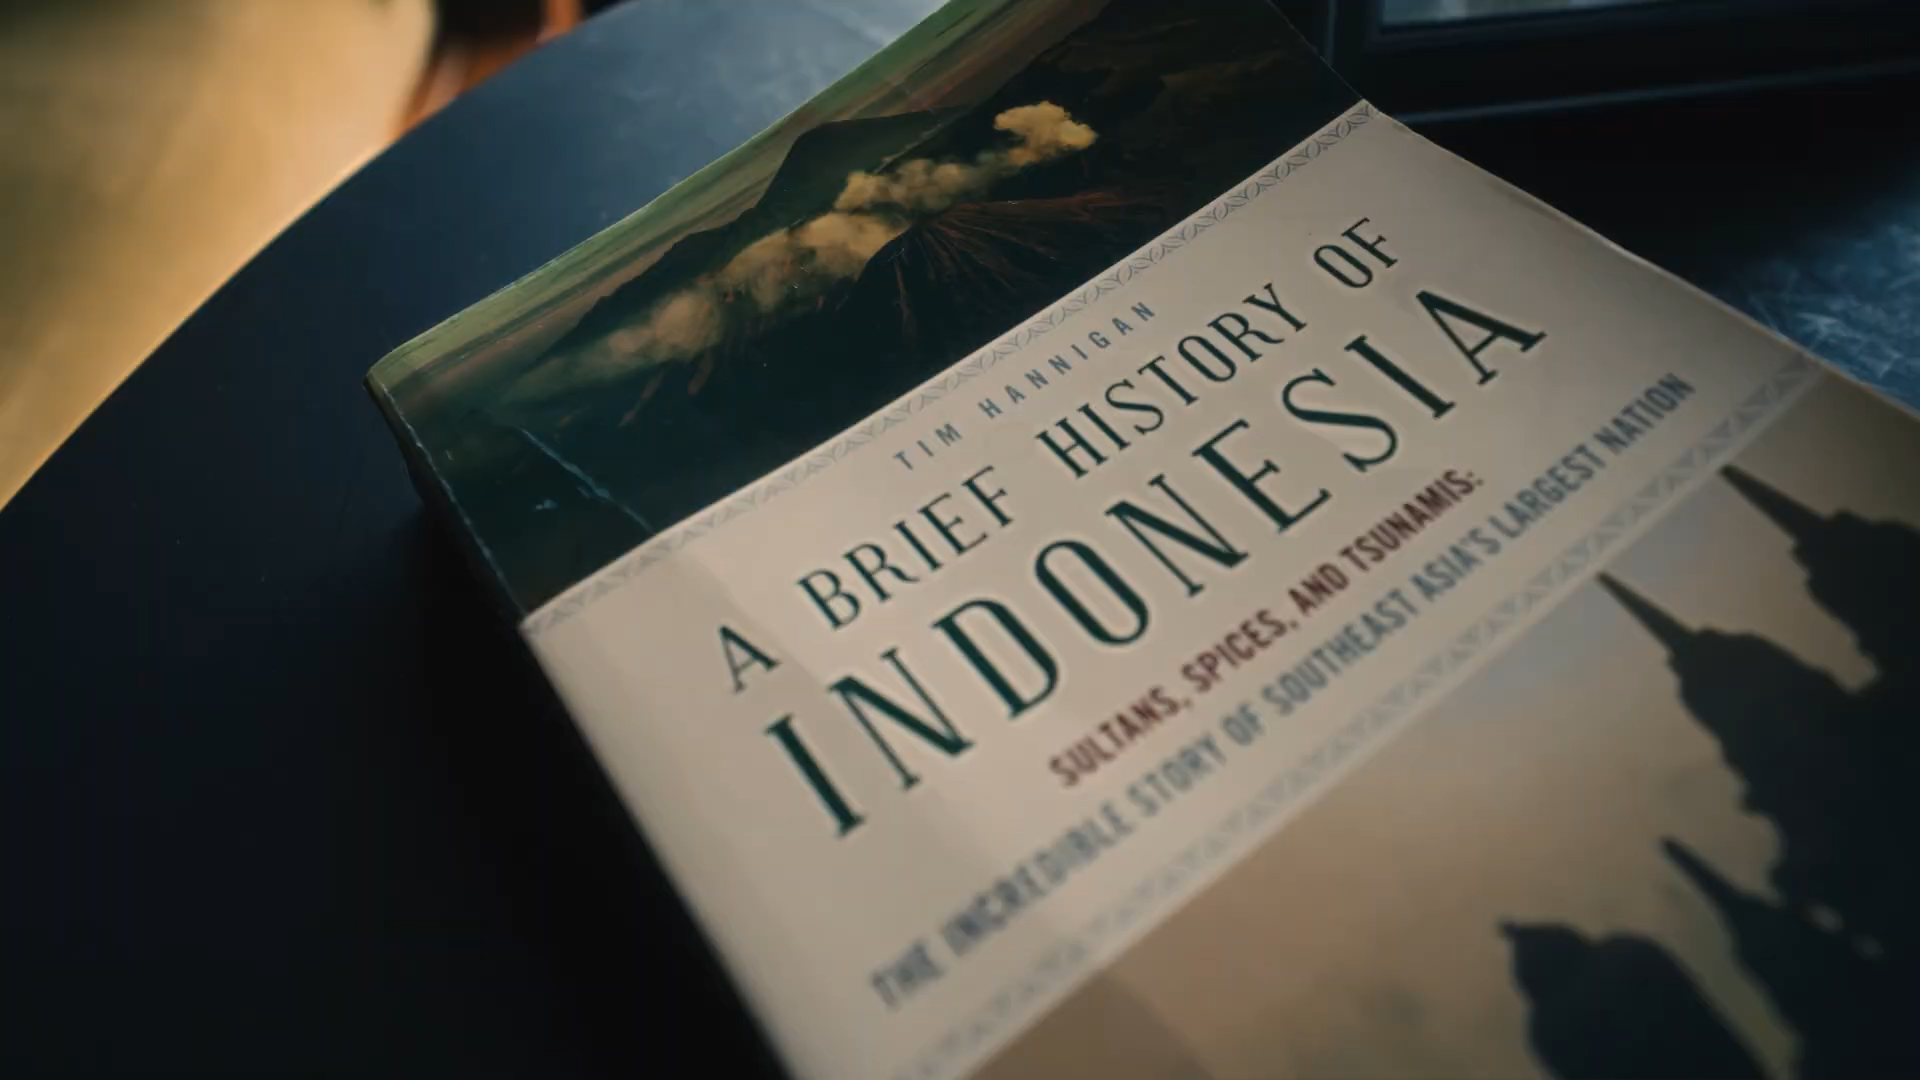 TIM HANNIGAN
A BRIEF HISTORY OF
INDONESIA
SULTANS, SPICES, AND TSUNAMIS:
THE INCREDIBLE STORY OF SOUTHEAST ASIA'S LARGEST NATION